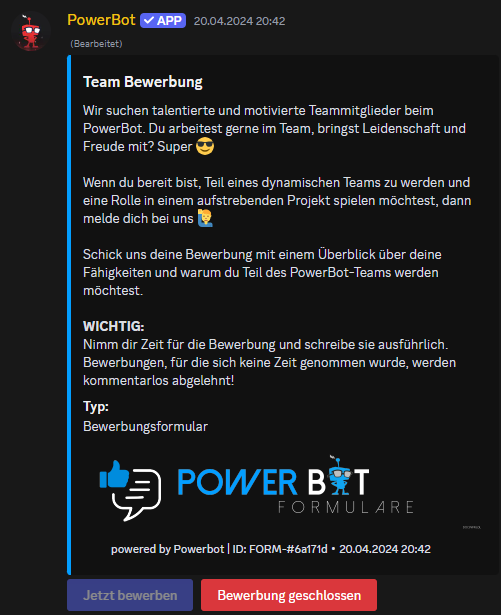 PowerBot ✓ APP 20.04.2024 20:42
(Bearbeitet)
Team Bewerbung
Wir suchen talentierte und motivierte Teammitglieder beim
PowerBot. Du arbeitest gerne im Team, bringst Leidenschaft und
Freude mit? Super 😎
Wenn du bereit bist, Teil eines dynamischen Teams zu werden und
eine Rolle in einem aufstrebenden Projekt spielen möchtest, dann
melde dich bei uns 🙋‍♂️
Schick uns deine Bewerbung mit einem Überblick über deine
Fähigkeiten und warum du Teil des PowerBot-Teams werden
möchtest.
WICHTIG:
Nimm dir Zeit für die Bewerbung und schreibe sie ausführlich.
Bewerbungen, für die sich keine Zeit genommen wurde, werden
kommentarlos abgelehnt!
Typ:
Bewerbungsformular
POWER BOT
FORMULARE
powered by Powerbot | ID: FORM-#6a171d • 20.04.2024 20:42
Jetzt bewerben
Bewerbung geschlossen